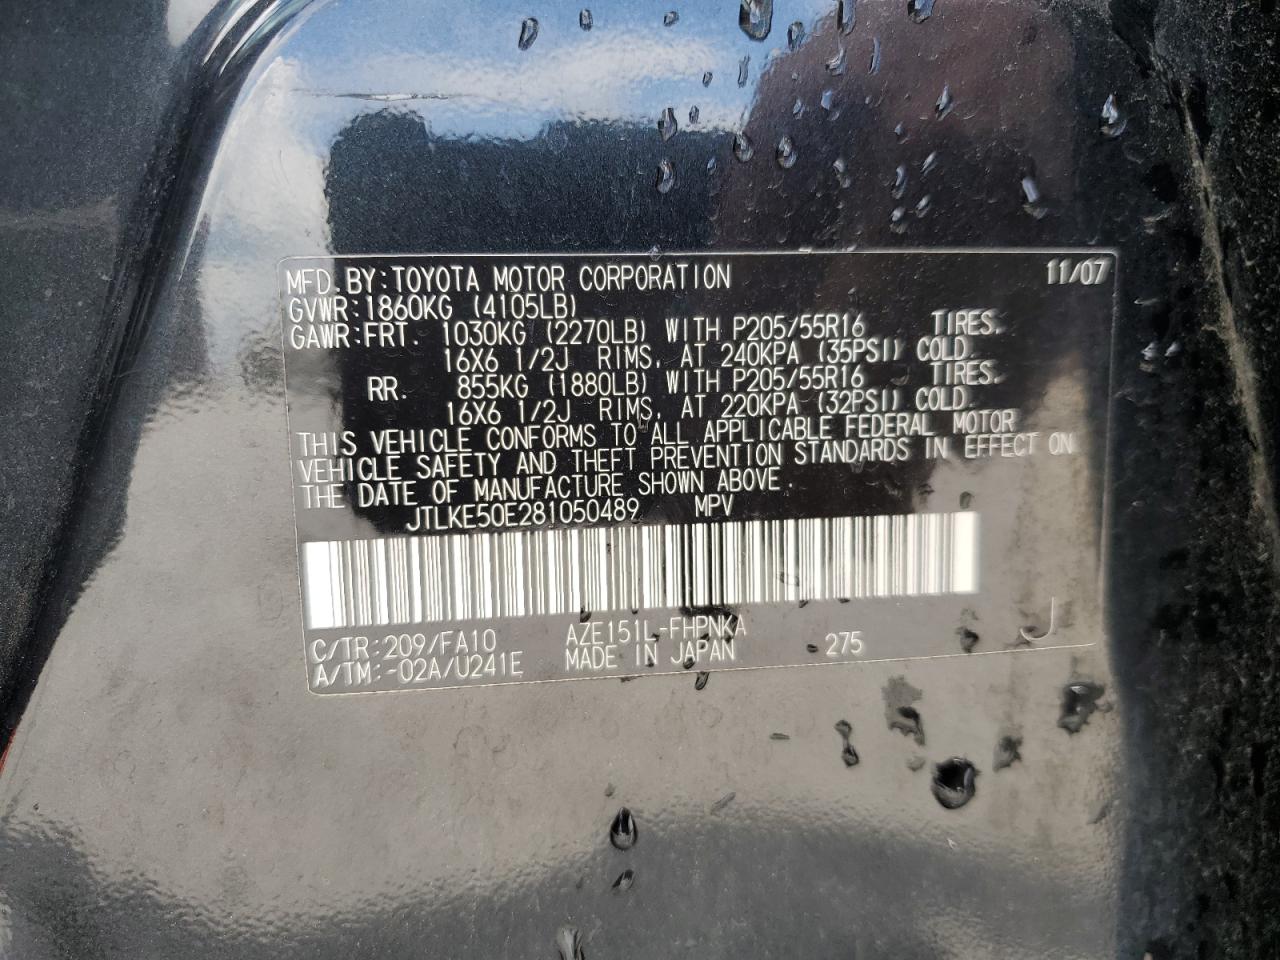 MFD.BY:TOYOTA MOTOR CORPORATION 11/07
GVWR:1860KG (4105LB)
GAWR:FRT. 1030KG (2270LB) WITH P205/55R16 TIRES.
16X6 1/2J RIMS, AT 240KPA (35PSI) COLD.
RR. 855KG (1880LB) WITH P205/55R16 TIRES.
16X6 1/2J RIMS, AT 220KPA (32PSI) COLD.
THIS VEHICLE CONFORMS TO ALL APPLICABLE FEDERAL MOTOR
VEHICLE SAFETY AND THEFT PREVENTION STANDARDS IN EFFECT ON
THE DATE OF MANUFACTURE SHOWN ABOVE.
JTLKE50E281050489 MPV
C/TR:209/FA10 AZE151L-FHPNKA
A/TM:-02A/U241E MADE IN JAPAN 275 J